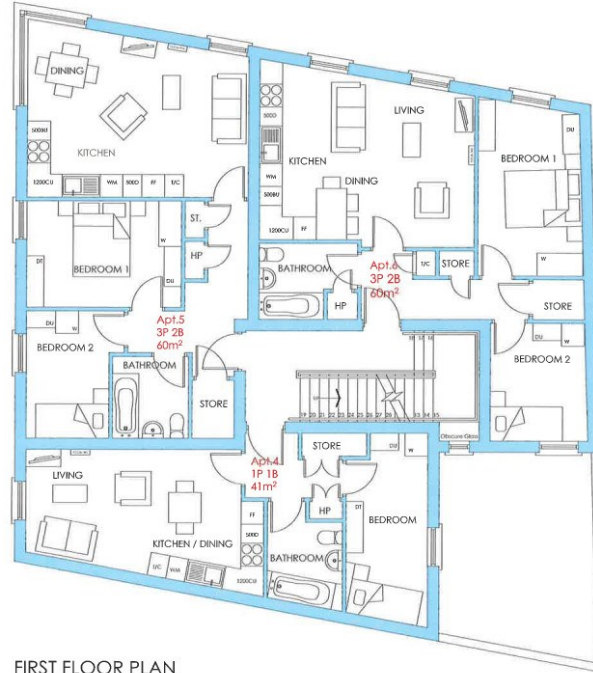 DINING
KITCHEN
500BU
1200CU
WM
500D
FF
T/C
500D
LIVING
KITCHEN
DINING
WM
500BU
1200CU
FF
DU
BEDROOM 1
W
BEDROOM 1
W
DT
DU
ST.
HP
BATHROOM
HP
Apt.6
3P 2B
60m²
T/C
STORE
STORE
Apt.5
3P 2B
60m²
DU
W
BEDROOM 2
BATHROOM
STORE
DU
W
BEDROOM 2
Obscure Glass
LIVING
KITCHEN / DINING
T/C
WM
FF
500D
1200CU
Apt.4
1P 1B
41m²
STORE
HP
BATHROOM
DU
W
DT
BEDROOM
FIRST FLOOR PLAN